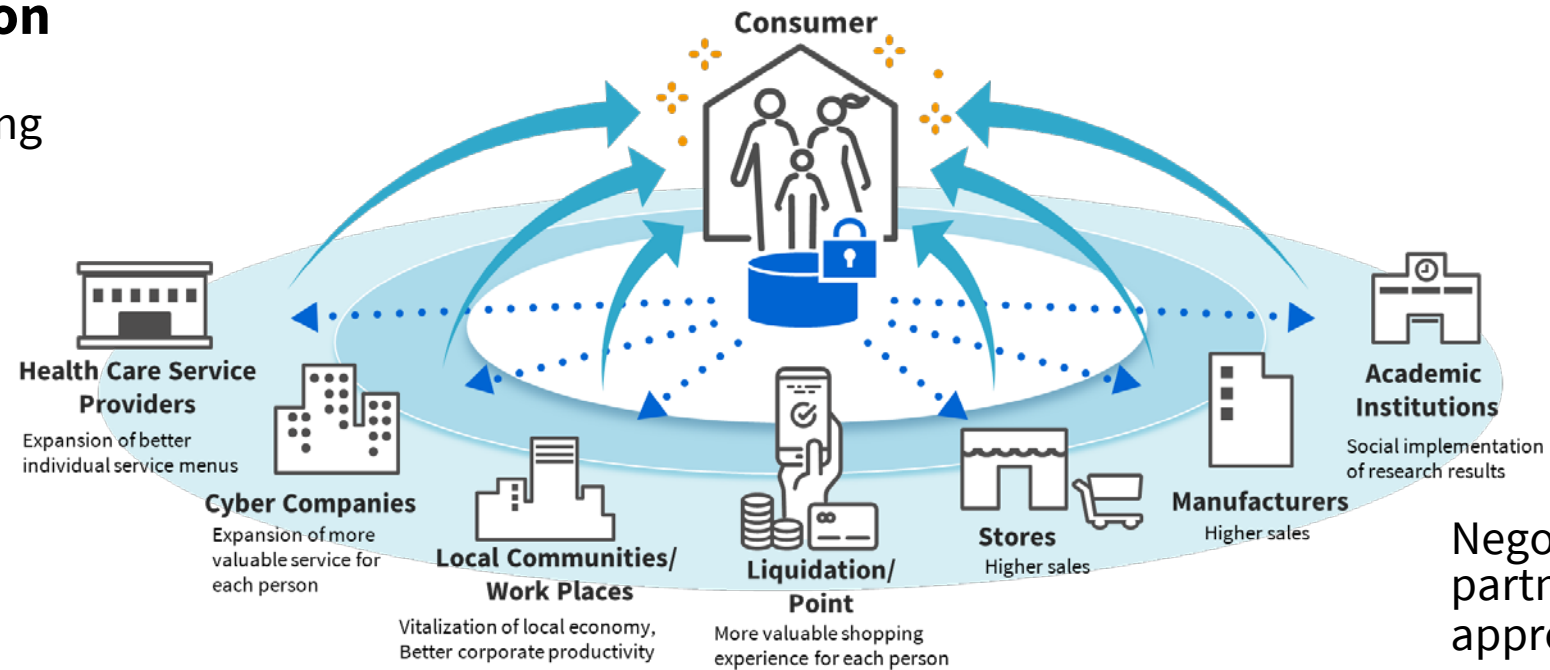 on
ng
Consumer
Health Care Service
Providers
Expansion of better
individual service menus
Cyber Companies
Expansion of more
valuable service for
each person
Local Communities/
Work Places
Vitalization of local economy,
Better corporate productivity
Liquidation/
Point
More valuable shopping
experience for each person
Stores
Higher sales
Manufacturers
Higher sales
Academic
Institutions
Social implementation
of research results
Nego
partn
appro